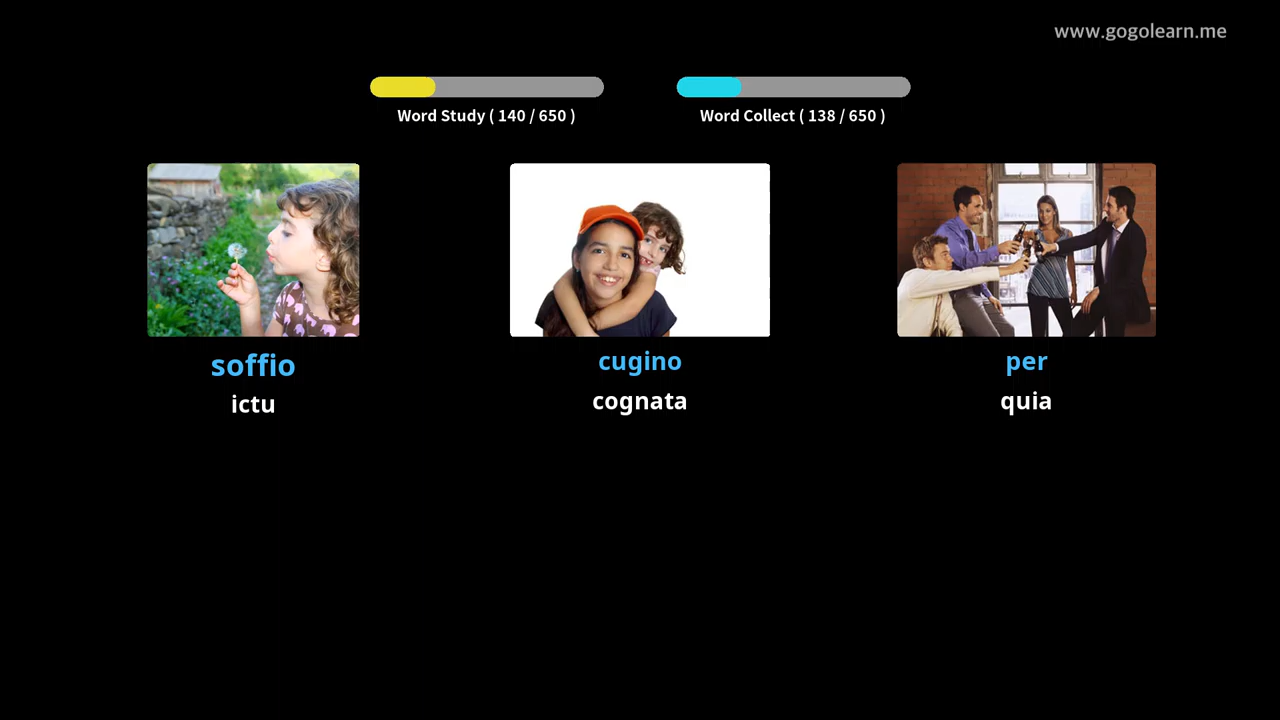 www.gogolearn.me
Word Study ( 140 / 650 )
Word Collect ( 138 / 650 )
soffio
ictu
cugino
cognata
per
quia